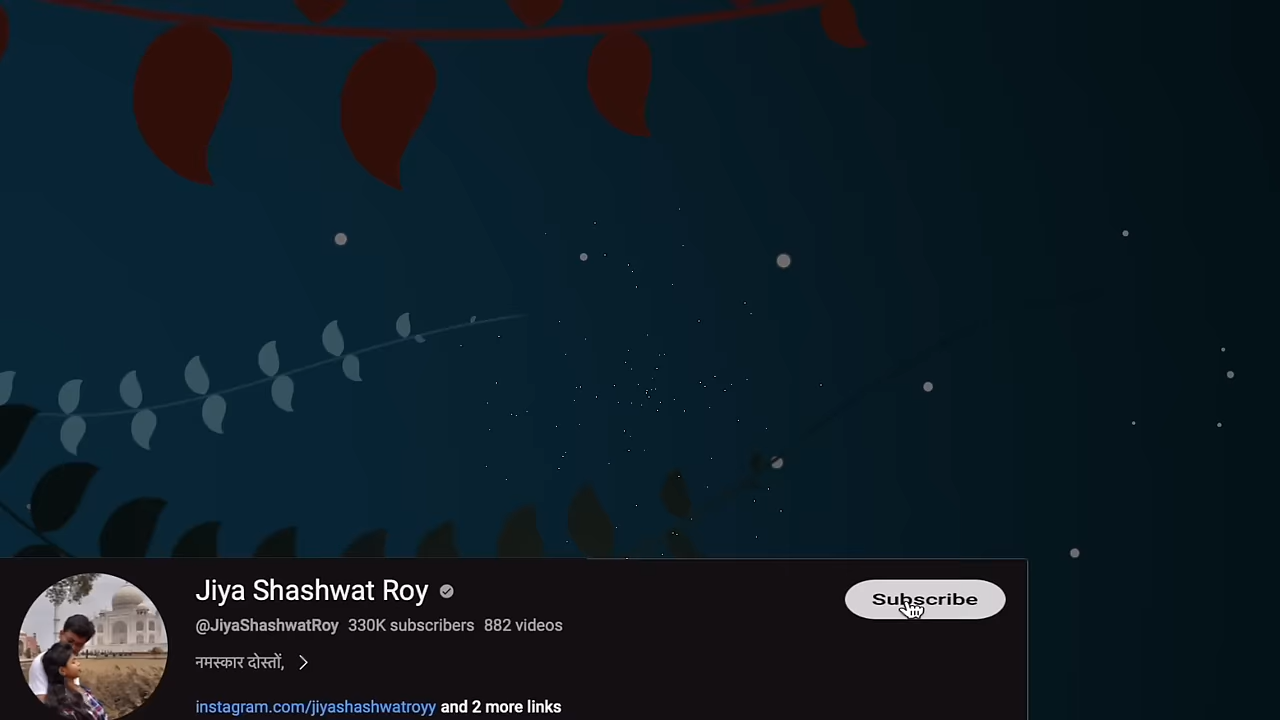 Jiya Shashwat Roy
Subscribe
@JiyaShashwatRoy 330K subscribers 882 videos
नमस्कार दोस्तों,
instagram.com/jiyashashwatroyy and 2 more links